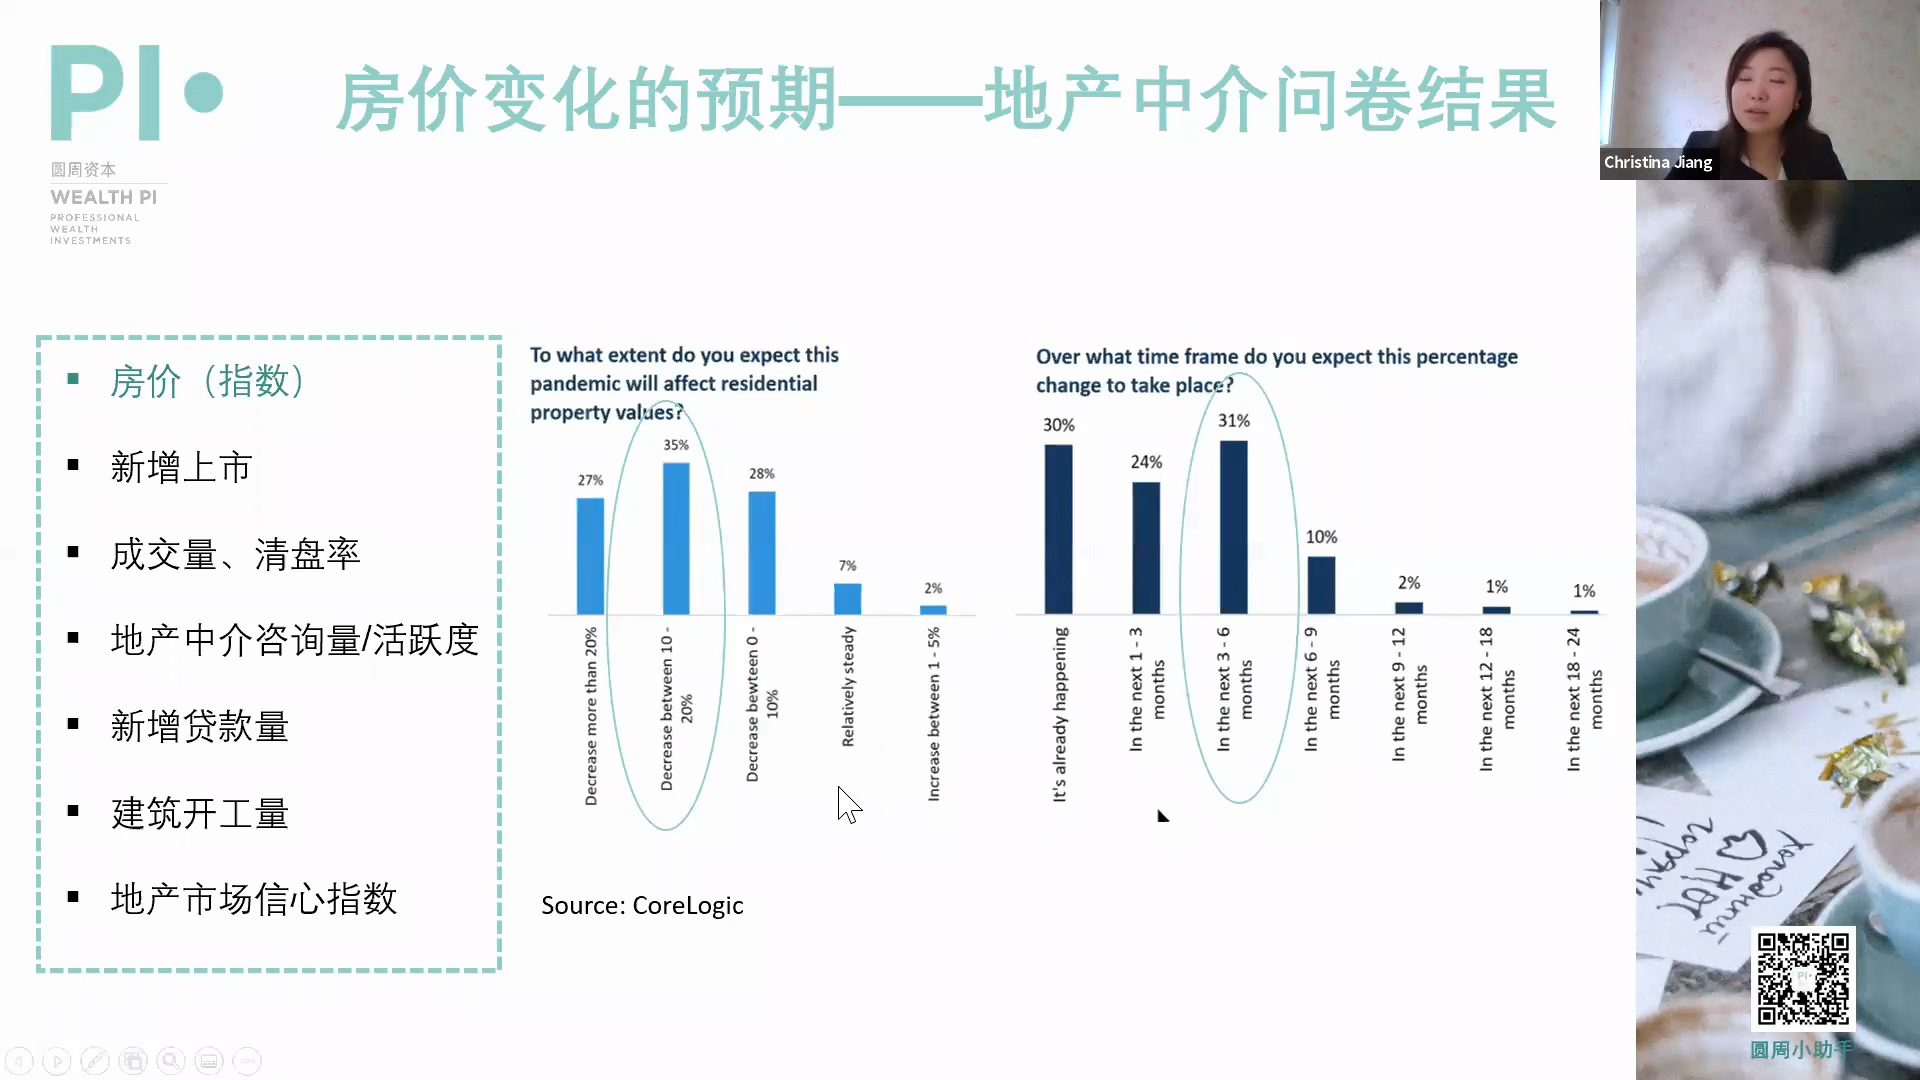 PI
房价变化的预期——地产中介问卷结果
Christina Jiang
圆周资本
WEALTH PI
PROFESSIONAL
WEALTH
INVESTMENTS
房价（指数）
新增上市
成交量、清盘率
地产中介咨询量/活跃度
新增贷款量
建筑开工量
地产市场信心指数
To what extent do you expect this
pandemic will affect residential
property values?
27%
35%
28%
7%
2%
Decrease more than 20%
Decrease between 10 -
20%
Decrease bewteen 0 -
10%
Relatively steady
Increase between 1 - 5%
Over what time frame do you expect this percentage
change to take place?
30%
24%
31%
10%
2%
1%
1%
It's already happening
In the next 1 - 3
months
In the next 3 - 6
months
In the next 6 - 9
months
In the next 9 - 12
months
In the next 12 - 18
months
In the next 18 - 24
months
Source: CoreLogic
圆周小助手